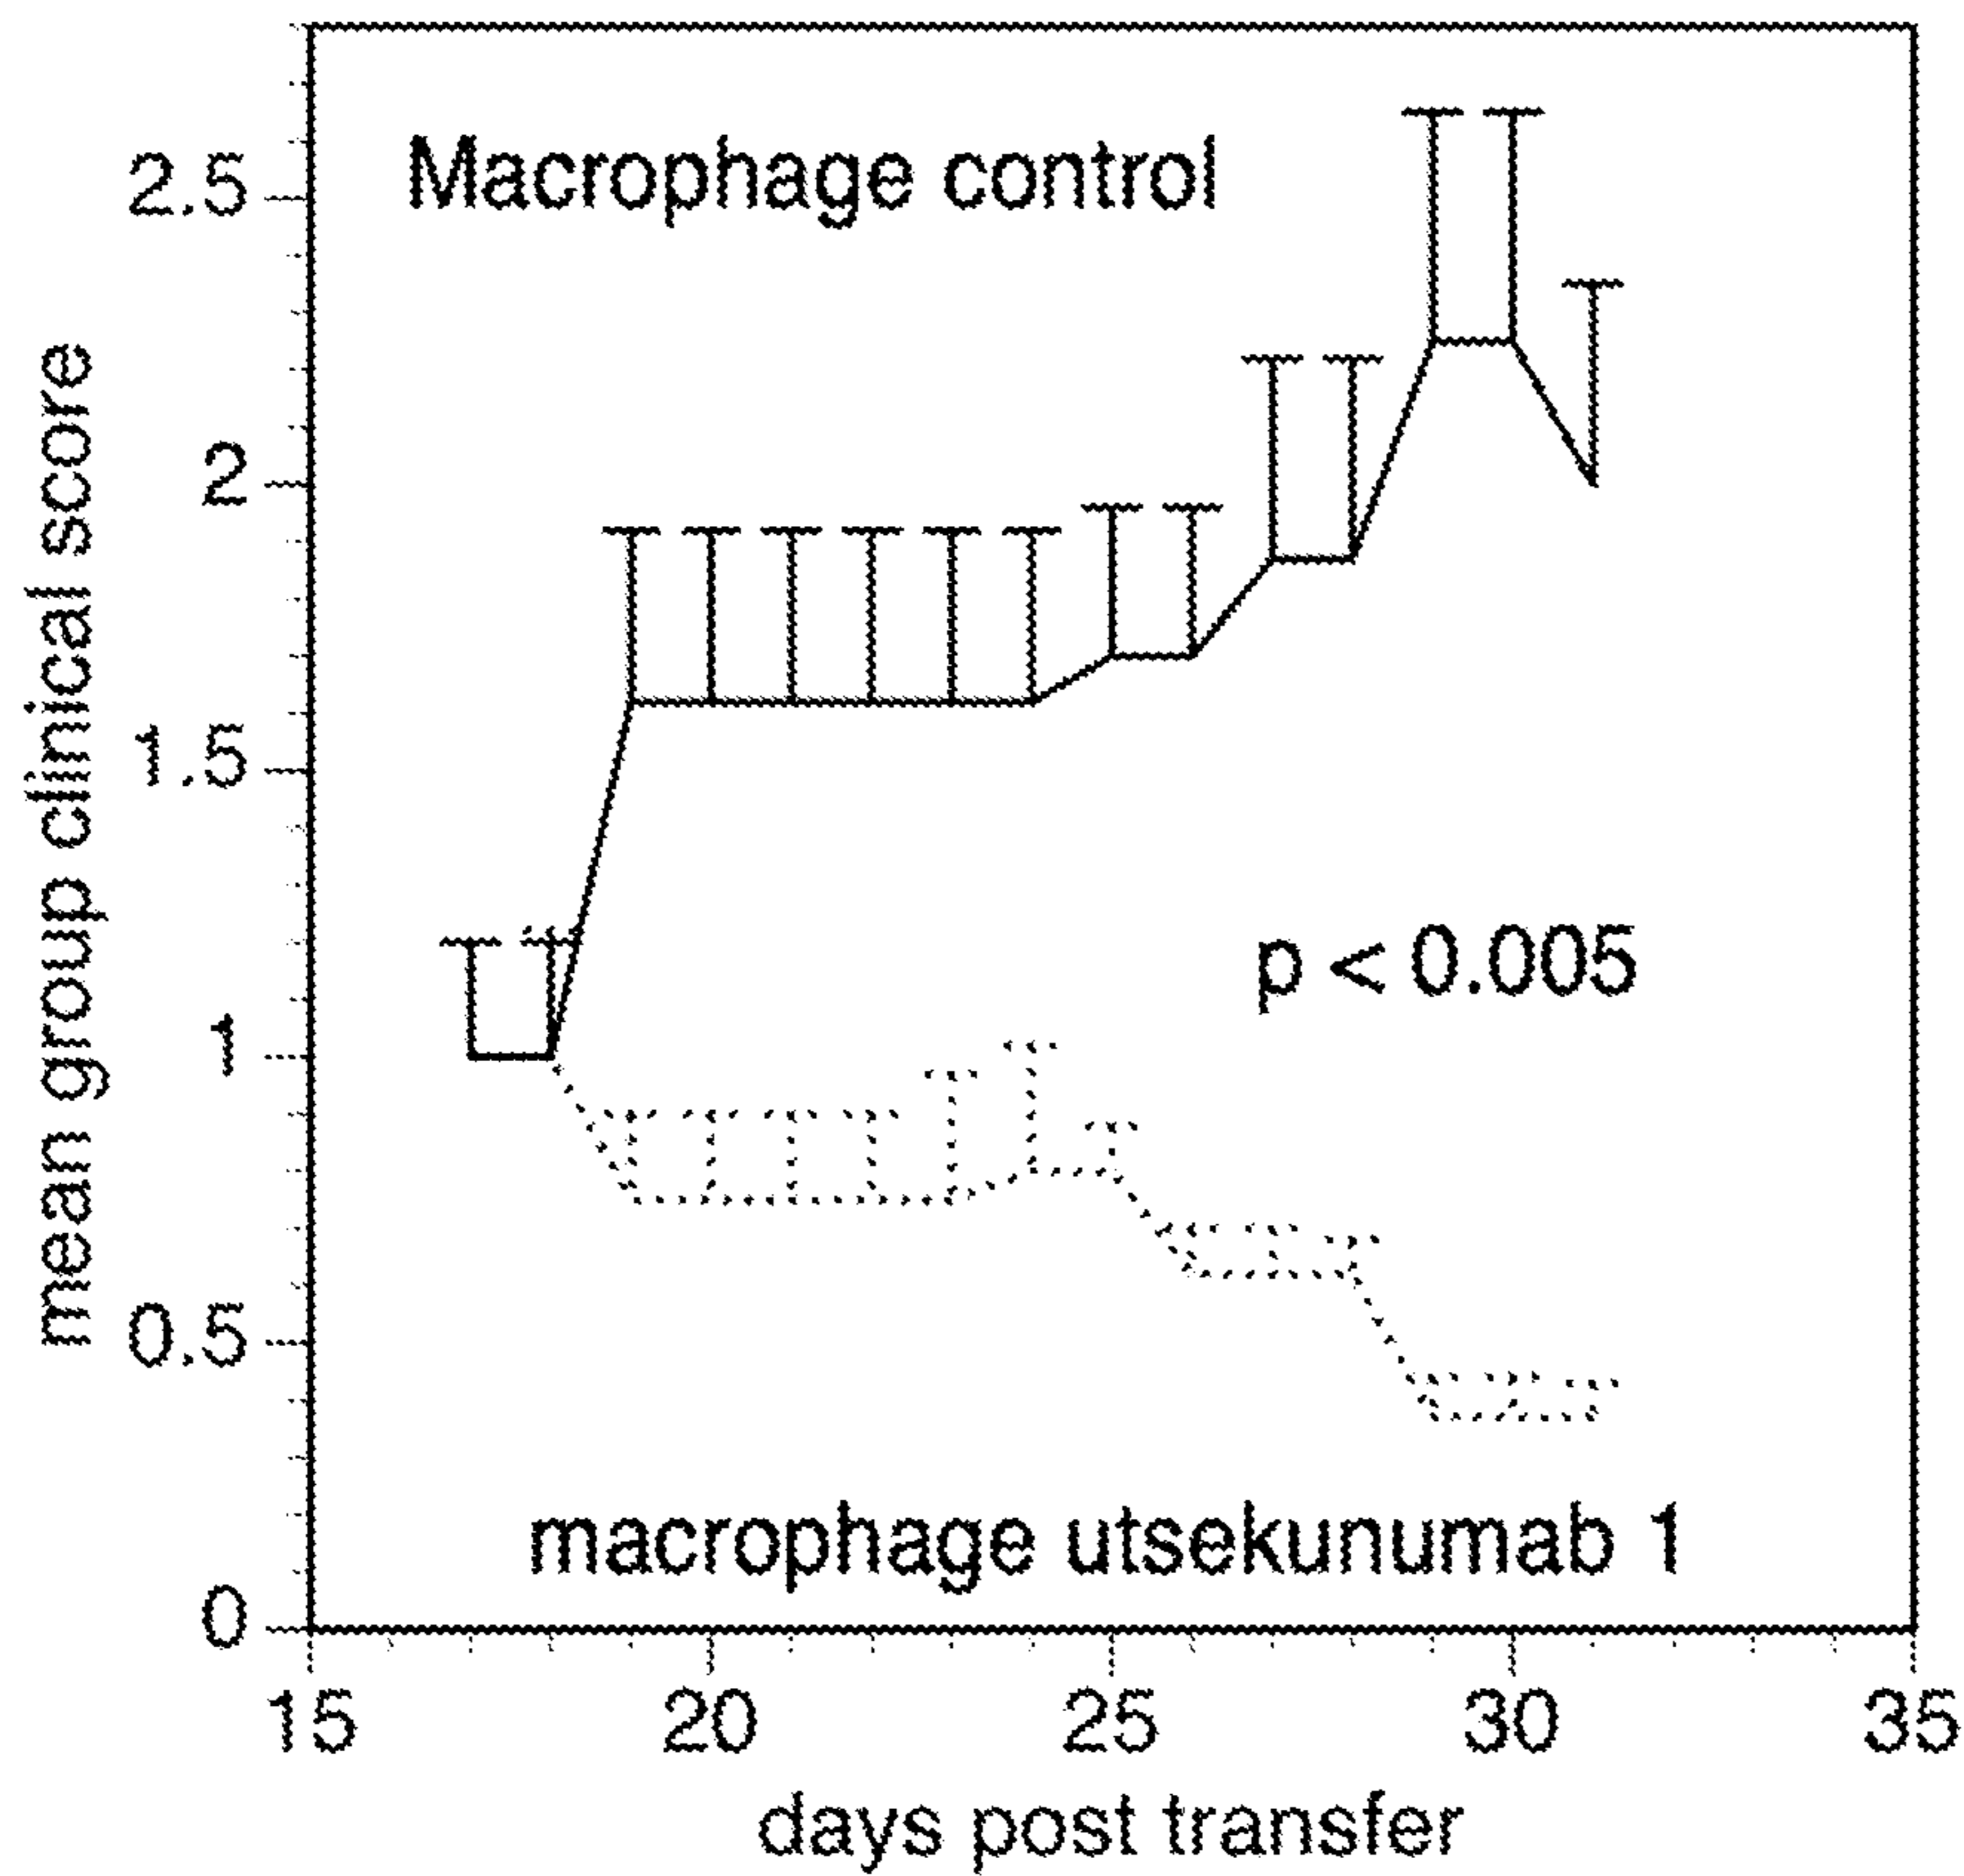 mean group clinical score
2.5
2
1.5
1
0.5
0
Macrophage control
p < 0.005
macrophage utsekunumab 1
15 20 25 30 35
days post transfer